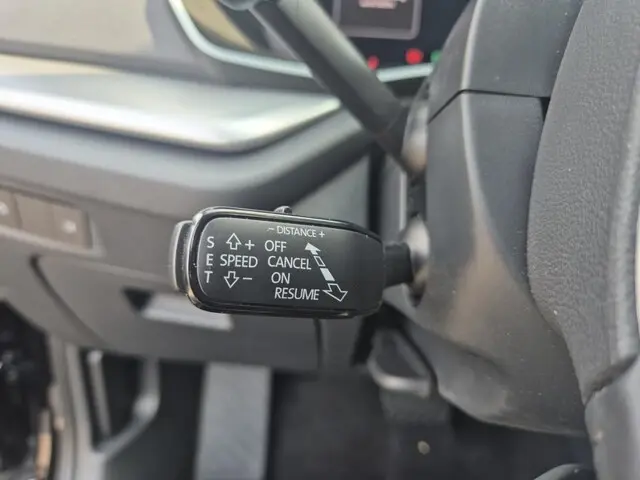 − DISTANCE +
S + OFF
E SPEED CANCEL
T − ON
RESUME